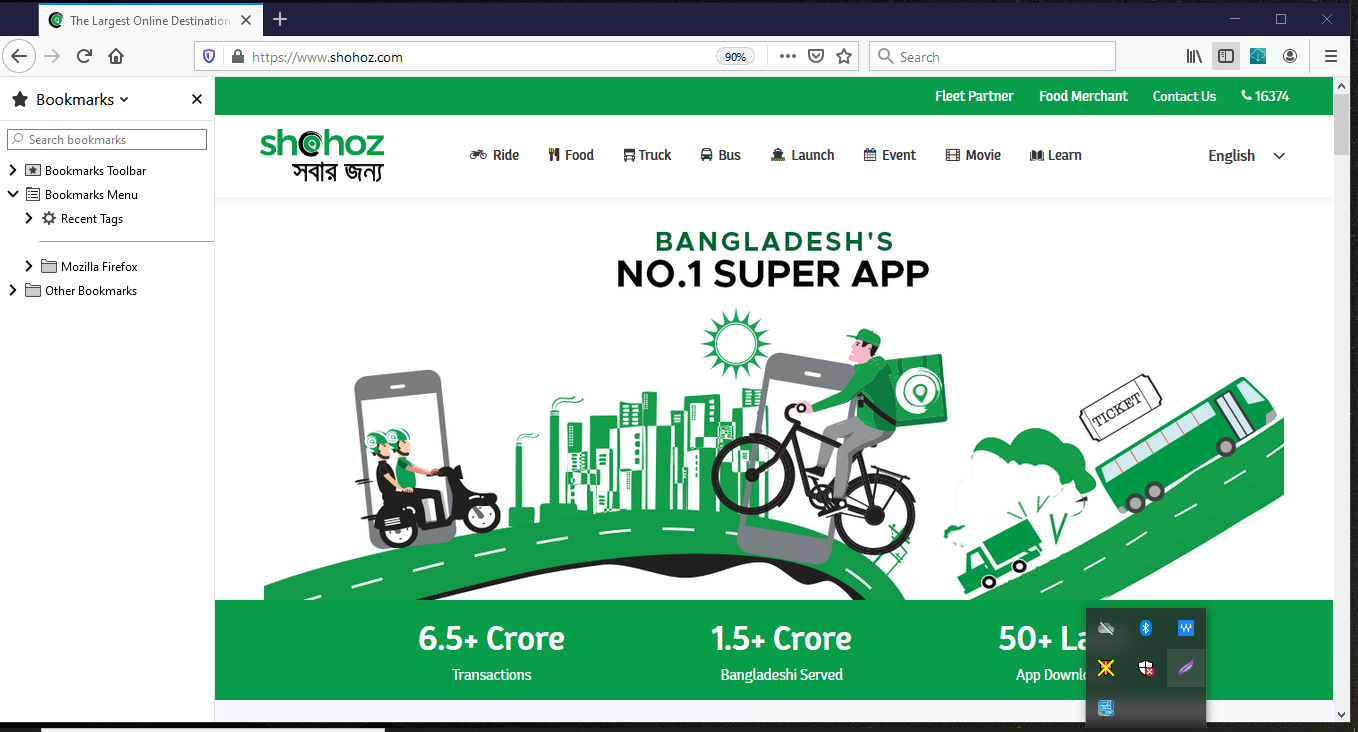 The Largest Online Destination
https://www.shohoz.com
90%
Search
Bookmarks
Search bookmarks
Bookmarks Toolbar
Bookmarks Menu
Recent Tags
Mozilla Firefox
Other Bookmarks
Fleet Partner
Food Merchant
Contact Us
16374
shohoz
সবার জন্য
Ride
Food
Truck
Bus
Launch
Event
Movie
Learn
English
BANGLADESH'S
NO.1 SUPER APP
TICKET
6.5+ Crore
Transactions
1.5+ Crore
Bangladeshi Served
50+ La
App Downlo